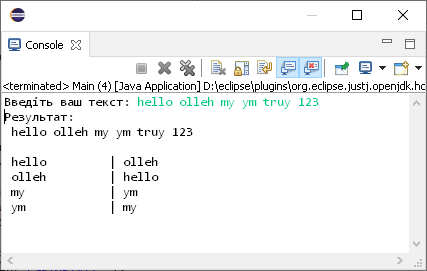 Console
<terminated> Main (4) [Java Application] D:\eclipse\plugins\org.eclipse.justj.openjdk.ho
Введіть ваш текст: hello olleh my ym truy 123
Результат:
hello olleh my ym truy 123
hello | olleh
olleh | hello
my | ym
ym | my